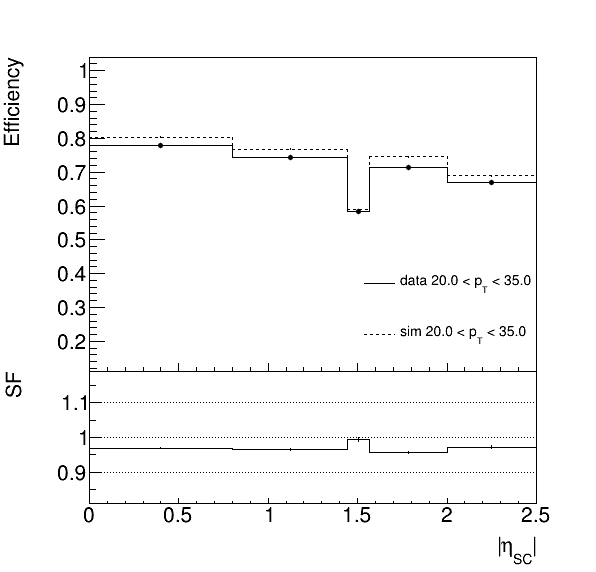 Efficiency
1
0.9
0.8
0.7
0.6
0.5
0.4
0.3
0.2
data 20.0 < p_T < 35.0
sim 20.0 < p_T < 35.0
SF
1.1
1
0.9
0 0.5 1 1.5 2 2.5
|η_SC|